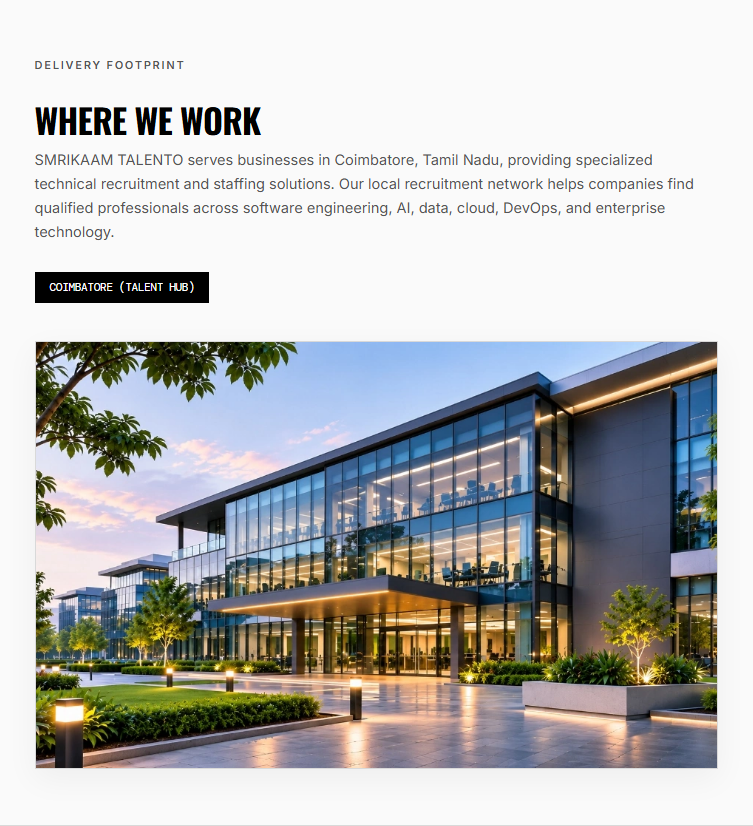 DELIVERY FOOTPRINT
WHERE WE WORK
SMRIKAAM TALENTO serves businesses in Coimbatore, Tamil Nadu, providing specialized
technical recruitment and staffing solutions. Our local recruitment network helps companies find
qualified professionals across software engineering, AI, data, cloud, DevOps, and enterprise
technology.
COIMBATORE (TALENT HUB)